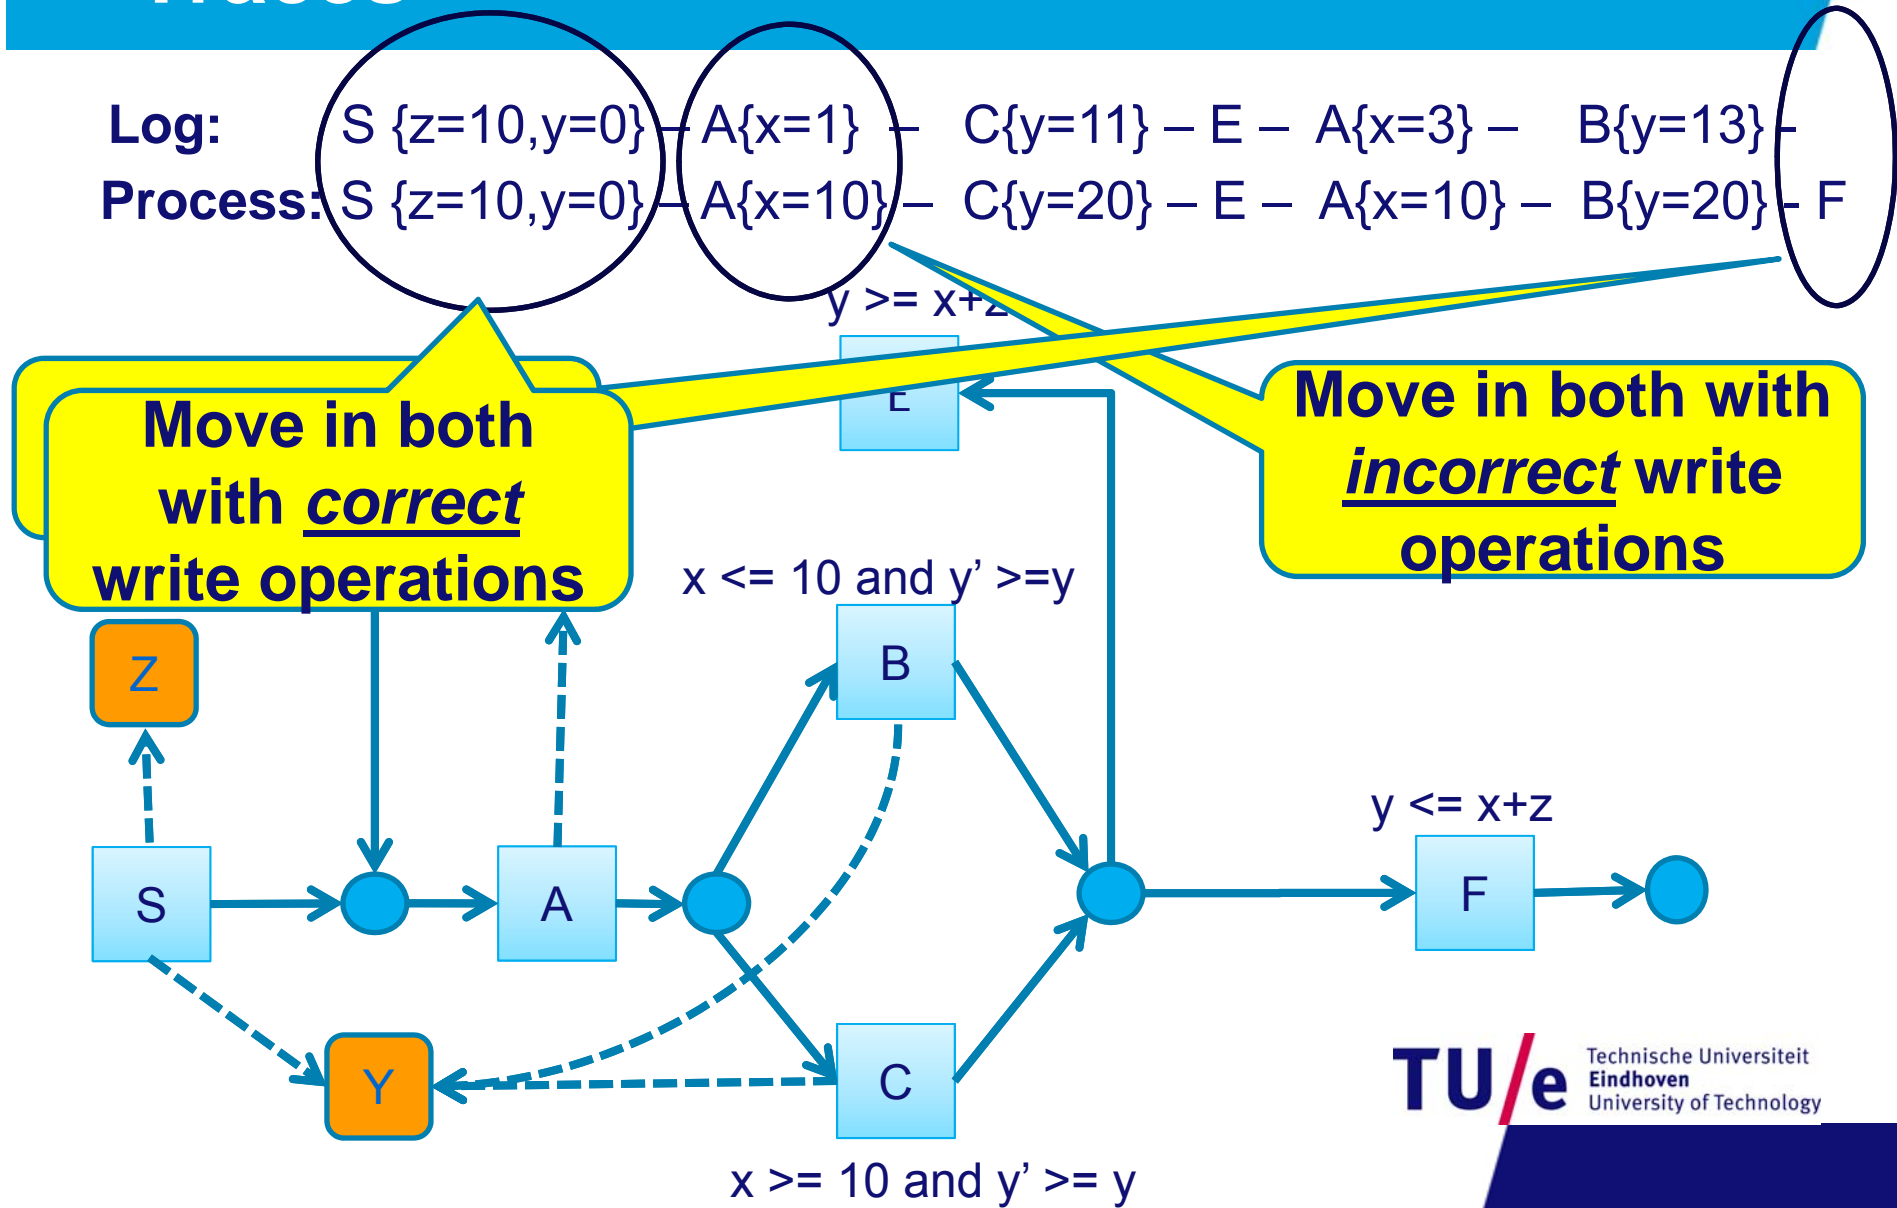 Log: S {z=10,y=0} – A{x=1} – C{y=11} – E – A{x=3} – B{y=13} -
Process: S {z=10,y=0} – A{x=10} – C{y=20} – E – A{x=10} – B{y=20} - F
y >= x+z
E
Move in both
with correct
write operations
Move in both with
incorrect write
operations
x <= 10 and y’ >=y
B
Z
y <= x+z
S
A
F
Y
C
x >= 10 and y’ >= y
TU/e
Technische Universiteit
Eindhoven
University of Technology